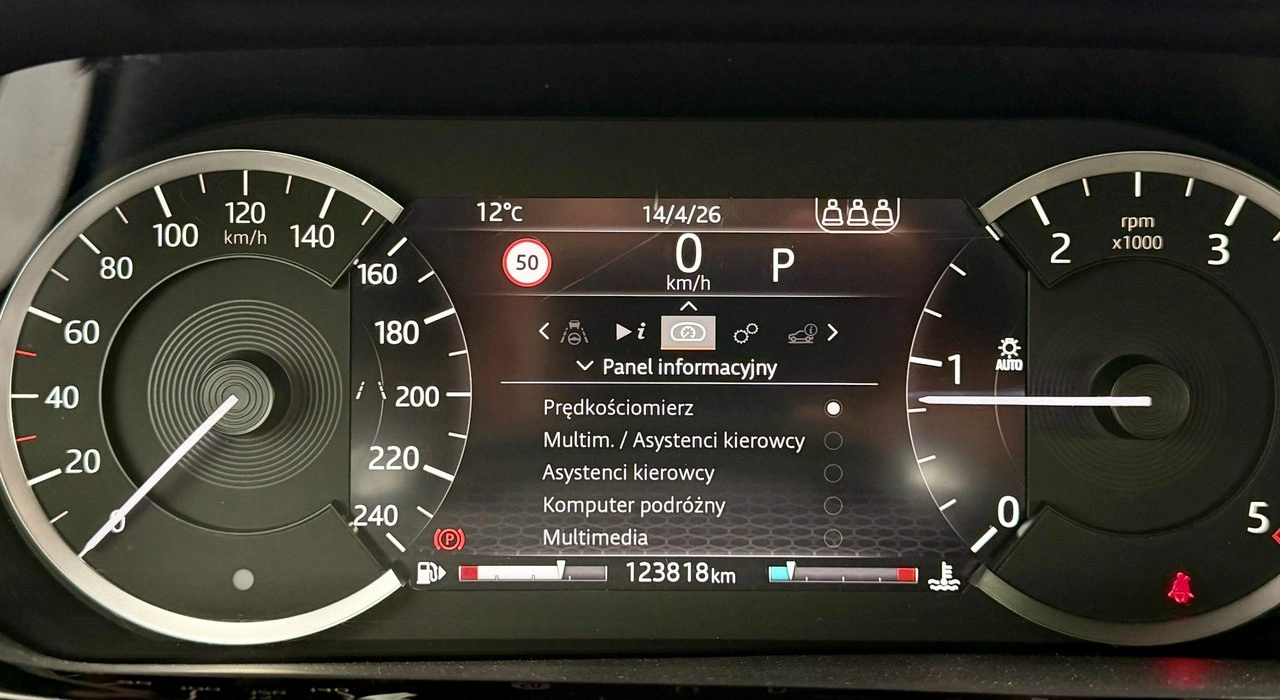 12°C 14/4/26
50 0 P
km/h
i
Panel informacyjny
Prędkościomierz
Multim. / Asystenci kierowcy
Asystenci kierowcy
Komputer podróżny
Multimedia
P
123818 km
0
20
40
60
80
100
120
km/h
140
160
180
200
220
240
rpm
x1000
0
1
2
3
5
AUTO